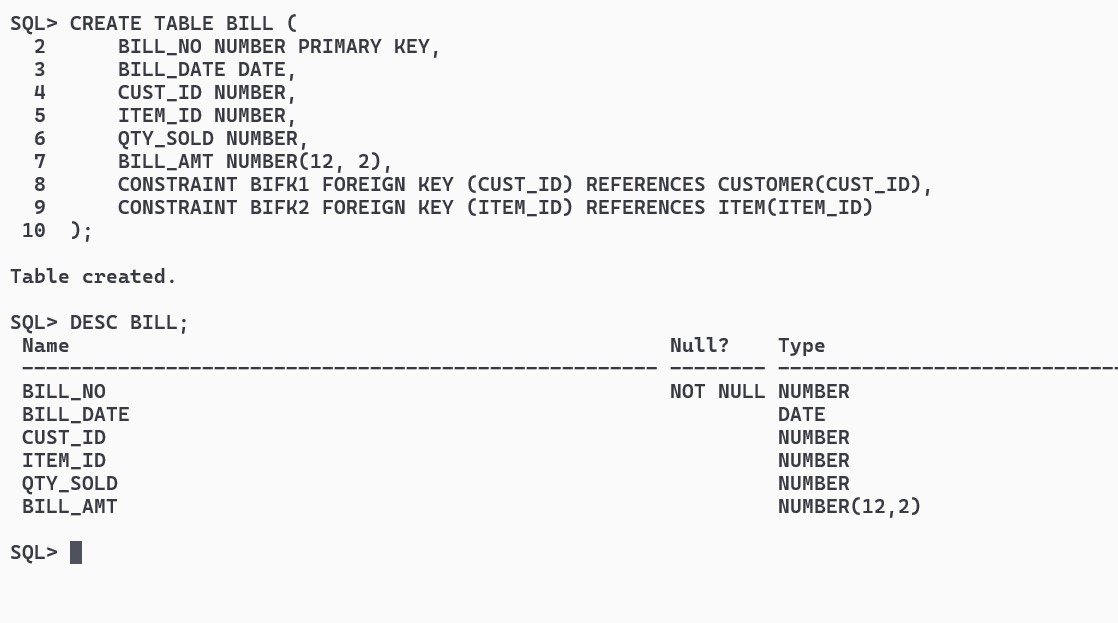 SQL> CREATE TABLE BILL (
  2      BILL_NO NUMBER PRIMARY KEY,
  3      BILL_DATE DATE,
  4      CUST_ID NUMBER,
  5      ITEM_ID NUMBER,
  6      QTY_SOLD NUMBER,
  7      BILL_AMT NUMBER(12, 2),
  8      CONSTRAINT BIFK1 FOREIGN KEY (CUST_ID) REFERENCES CUSTOMER(CUST_ID),
  9      CONSTRAINT BIFK2 FOREIGN KEY (ITEM_ID) REFERENCES ITEM(ITEM_ID)
 10  );
Table created.
SQL> DESC BILL;
 Name                                                  Null?    Type
 ----------------------------------------------------- -------- ----------------------------
 BILL_NO                                               NOT NULL NUMBER
 BILL_DATE                                                      DATE
 CUST_ID                                                        NUMBER
 ITEM_ID                                                        NUMBER
 QTY_SOLD                                                       NUMBER
 BILL_AMT                                                       NUMBER(12,2)
SQL>